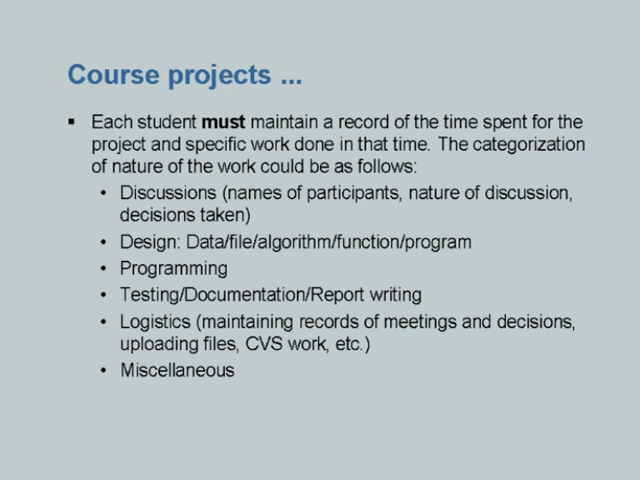 Course projects ...
▪ Each student must maintain a record of the time spent for the
project and specific work done in that time. The categorization
of nature of the work could be as follows:
• Discussions (names of participants, nature of discussion,
decisions taken)
• Design: Data/file/algorithm/function/program
• Programming
• Testing/Documentation/Report writing
• Logistics (maintaining records of meetings and decisions,
uploading files, CVS work, etc.)
• Miscellaneous